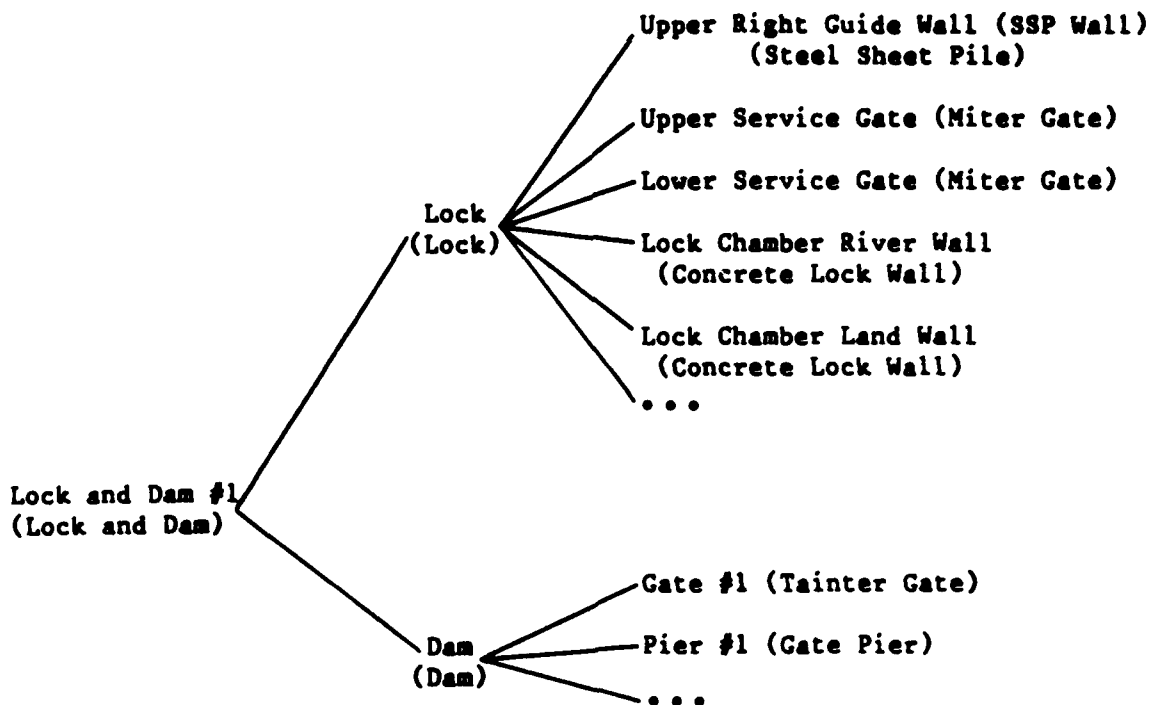 Upper Right Guide Wall (SSP Wall)
(Steel Sheet Pile)
Upper Service Gate (Miter Gate)
Lower Service Gate (Miter Gate)
Lock
(Lock)
Lock Chamber River Wall
(Concrete Lock Wall)
Lock Chamber Land Wall
(Concrete Lock Wall)
...
Lock and Dam #1
(Lock and Dam)
Gate #1 (Tainter Gate)
Dam
(Dam)
Pier #1 (Gate Pier)
...